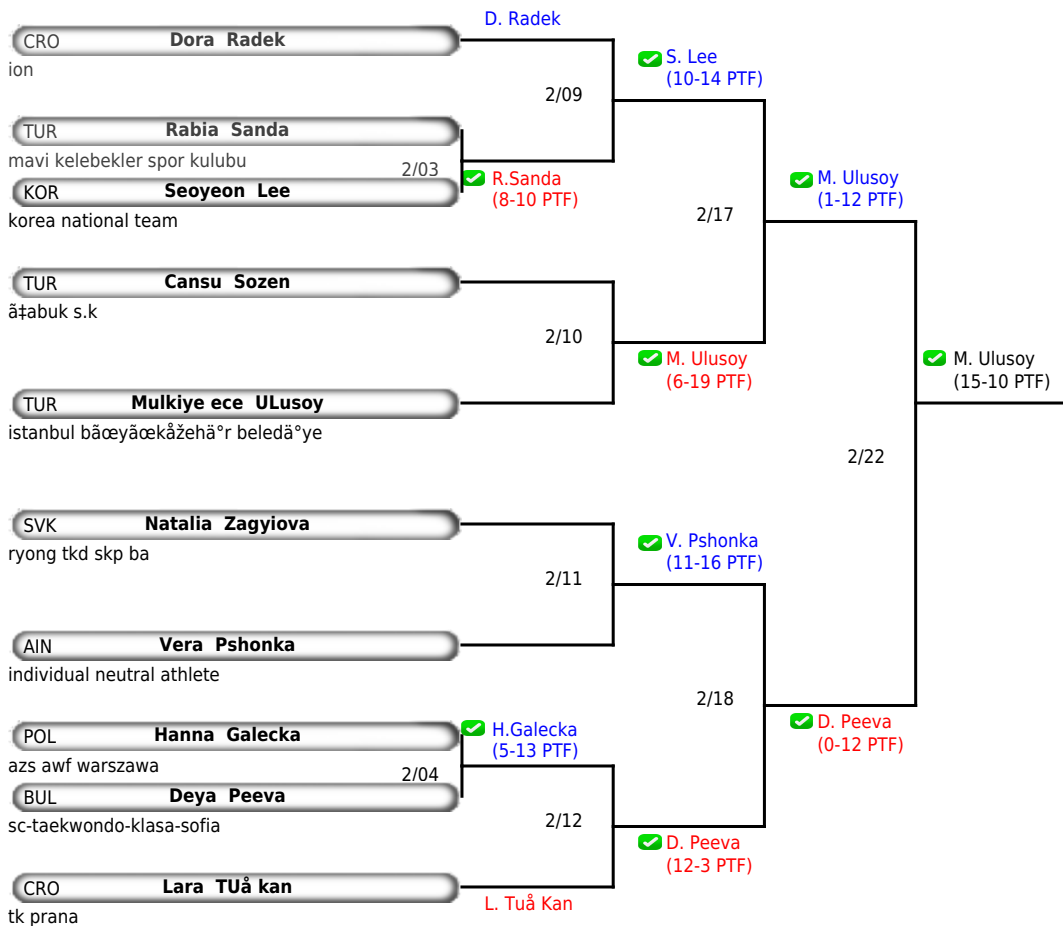 D. Radek
CRO Dora Radek
ion
2/09
S. Lee
(10-14 PTF)
TUR Rabia Sanda
mavi kelebekler spor kulubu
2/03
R.Sanda
(8-10 PTF)
KOR Seoyeon Lee
korea national team
2/17
M. Ulusoy
(1-12 PTF)
TUR Cansu Sozen
ã‡abuk s.k
2/10
M. Ulusoy
(6-19 PTF)
M. Ulusoy
(15-10 PTF)
TUR Mulkiye ece ULusoy
istanbul bãœyãœkåžehä°r beledä°ye
2/22
SVK Natalia Zagyiova
ryong tkd skp ba
2/11
V. Pshonka
(11-16 PTF)
AIN Vera Pshonka
individual neutral athlete
2/18
D. Peeva
(0-12 PTF)
POL Hanna Galecka
azs awf warszawa
2/04
H.Galecka
(5-13 PTF)
BUL Deya Peeva
sc-taekwondo-klasa-sofia
2/12
D. Peeva
(12-3 PTF)
CRO Lara TUå kan
tk prana
L. Tuå Kan